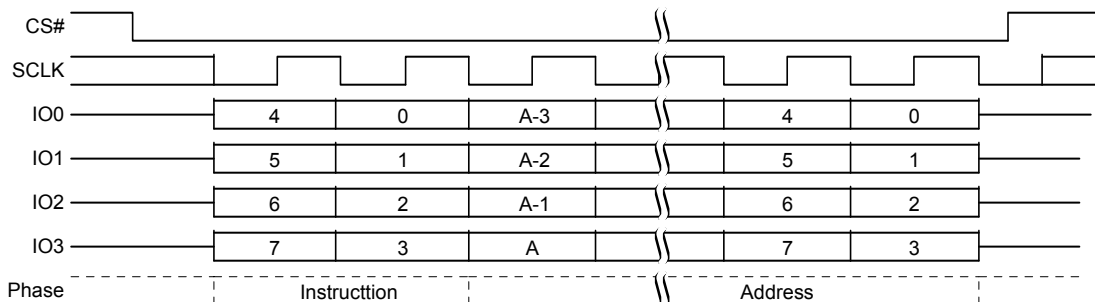 CS#
SCLK
IO0 4 0 A-3 4 0
IO1 5 1 A-2 5 1
IO2 6 2 A-1 6 2
IO3 7 3 A 7 3
Phase Instructtion Address